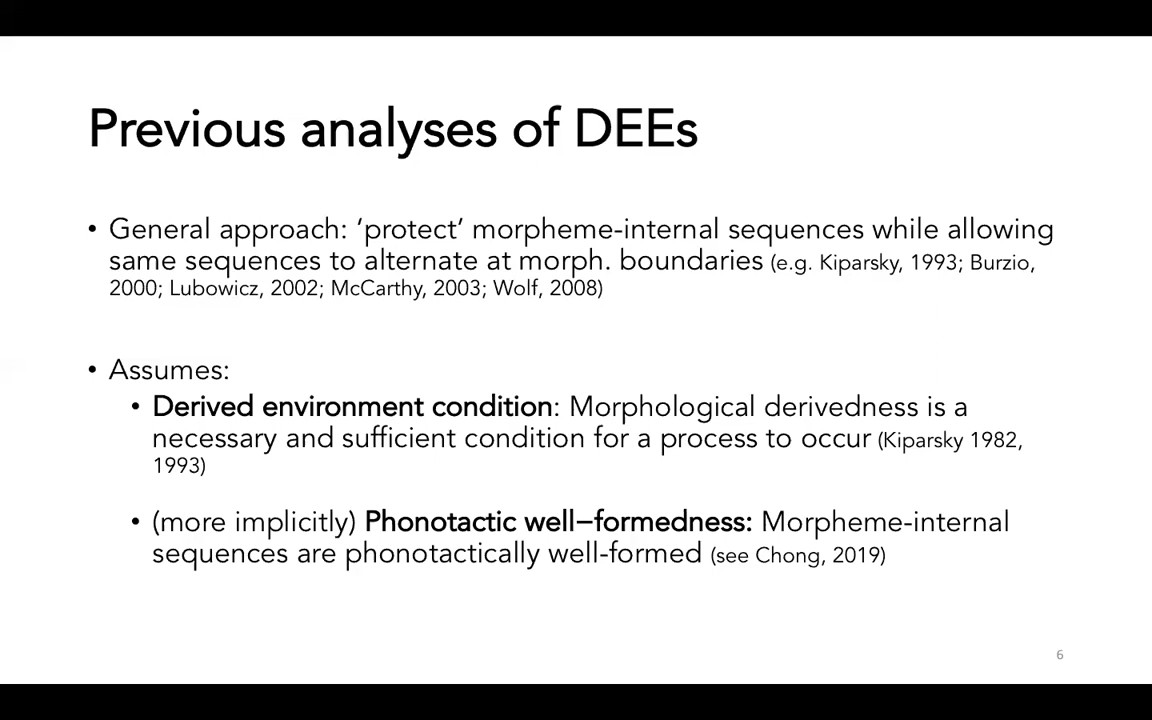 Previous analyses of DEEs
• General approach: ‘protect’ morpheme-internal sequences while allowing
same sequences to alternate at morph. boundaries (e.g. Kiparsky, 1993; Burzio,
2000; Lubowicz, 2002; McCarthy, 2003; Wolf, 2008)
• Assumes:
• Derived environment condition: Morphological derivedness is a
necessary and sufficient condition for a process to occur (Kiparsky 1982,
1993)
• (more implicitly) Phonotactic well−formedness: Morpheme-internal
sequences are phonotactically well-formed (see Chong, 2019)
6